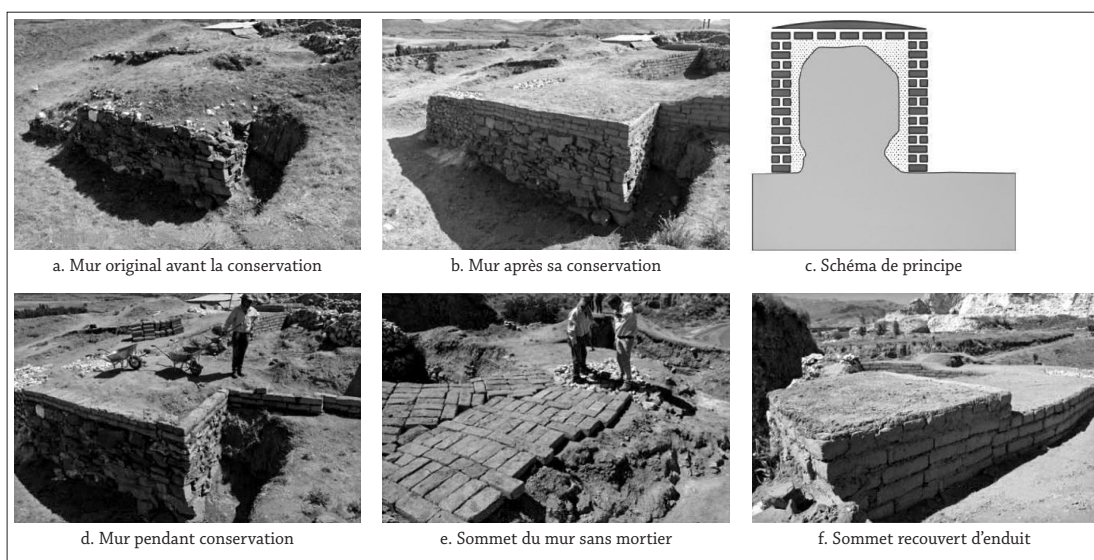 a. Mur original avant la conservation
b. Mur après sa conservation
c. Schéma de principe
d. Mur pendant conservation
e. Sommet du mur sans mortier
f. Sommet recouvert d’enduit